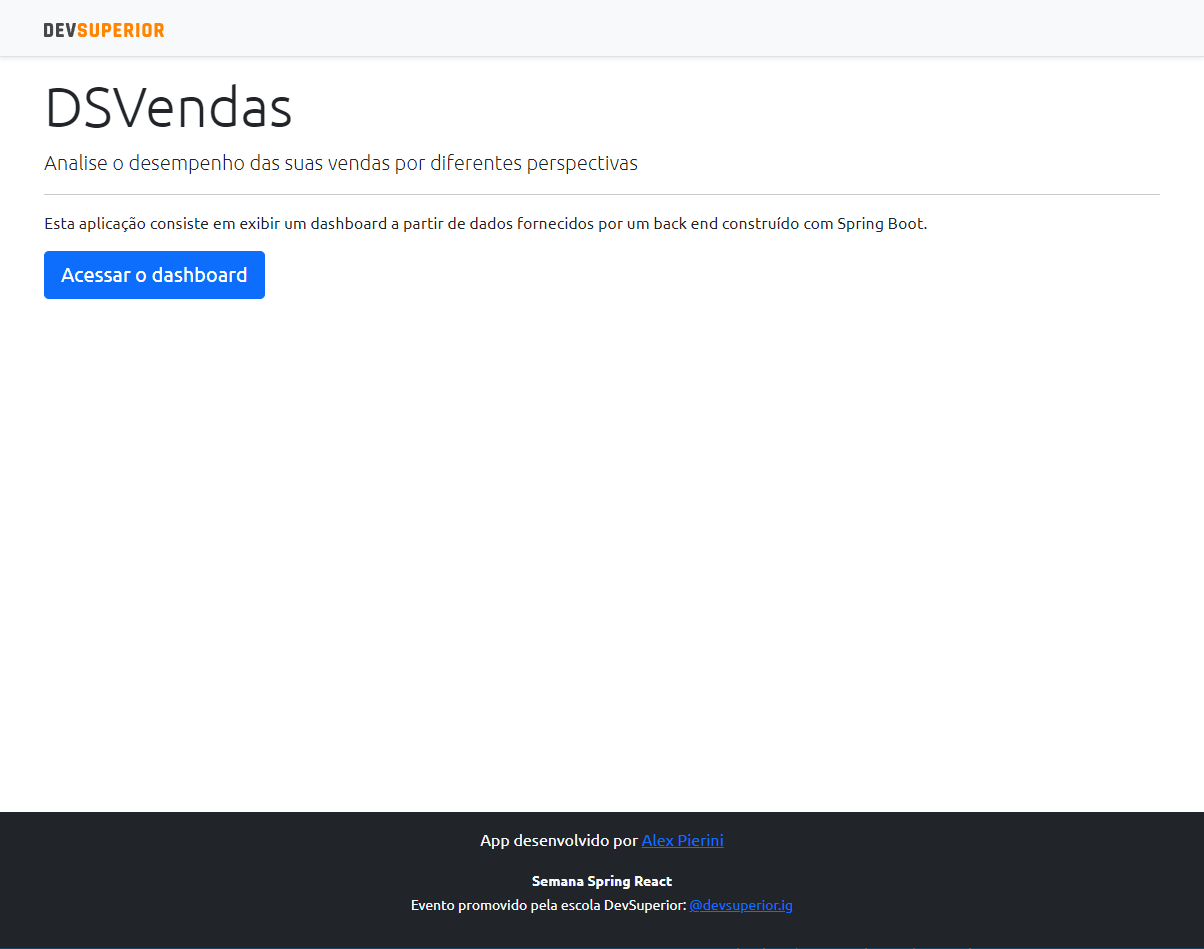 DEVSUPERIOR
DSVendas
Analise o desempenho das suas vendas por diferentes perspectivas
Esta aplicação consiste em exibir um dashboard a partir de dados fornecidos por um back end construído com Spring Boot.
Acessar o dashboard
App desenvolvido por Alex Pierini
Semana Spring React
Evento promovido pela escola DevSuperior: @devsuperior.ig